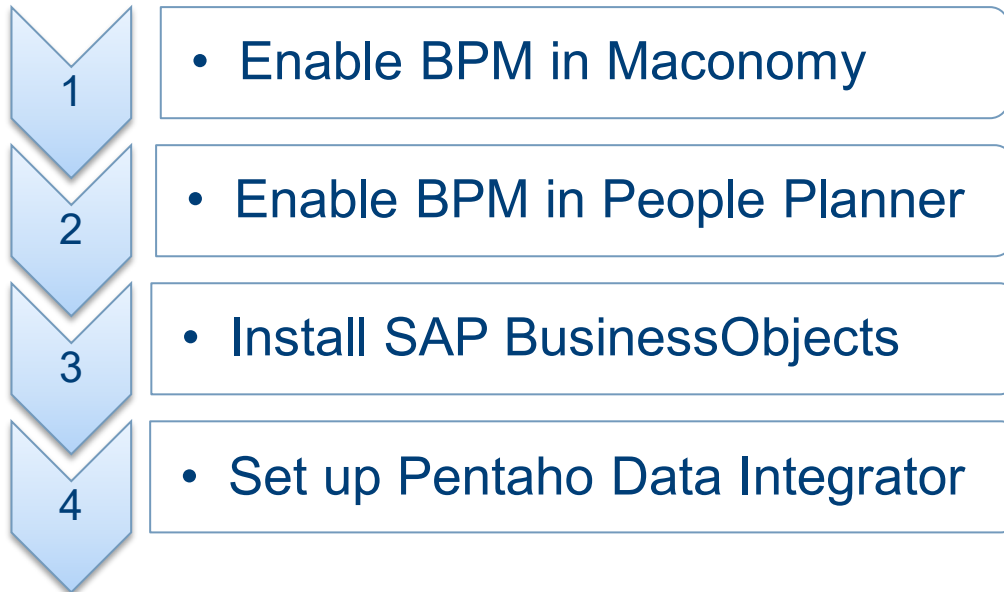 1
• Enable BPM in Maconomy
2
• Enable BPM in People Planner
3
• Install SAP BusinessObjects
4
• Set up Pentaho Data Integrator